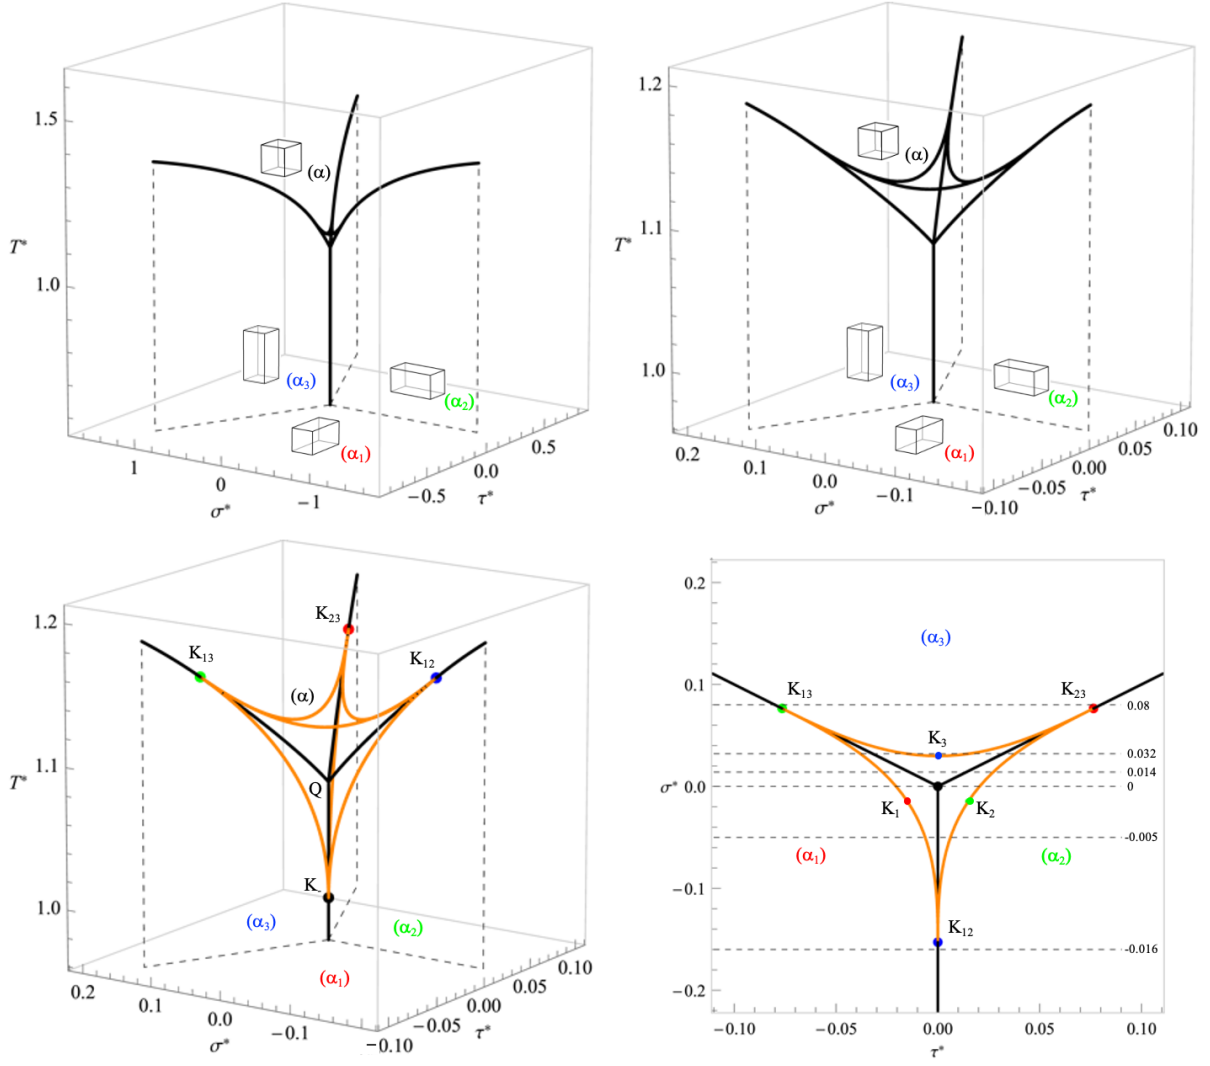 1.5
(α)
T*
1.0
(α₃)
(α₂)
(α₁)
1
0
−1
σ*
−0.5
0.0
0.5
τ*
1.2
(α)
T*
1.1
1.0
(α₃)
(α₂)
(α₁)
0.2
0.1
0.0
−0.1
σ*
−0.10
−0.05
0.00
0.05
0.10
τ*
1.2
K₂₃
K₁₃
K₁₂
(α)
T*
1.1
Q
K
1.0
(α₃)
(α₂)
(α₁)
0.2
0.1
0.0
−0.1
σ*
−0.10
−0.05
0.00
0.05
0.10
τ*
0.2
(α₃)
0.1
K₁₃
K₂₃
0.08
K₃
0.032
0.014
σ* 0.0
0
K₁
K₂
-0.005
(α₁)
(α₂)
−0.1
K₁₂
-0.016
−0.2
−0.10
−0.05
0.00
0.05
0.10
τ*